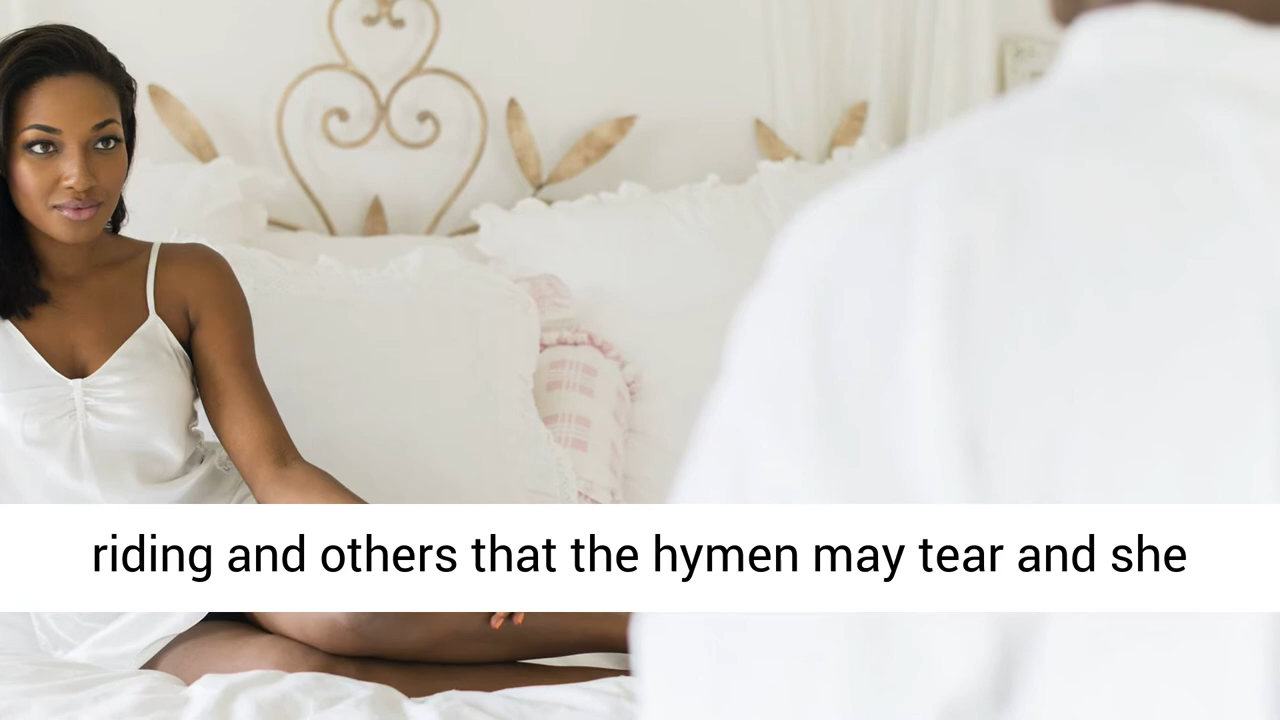 riding and others that the hymen may tear and she